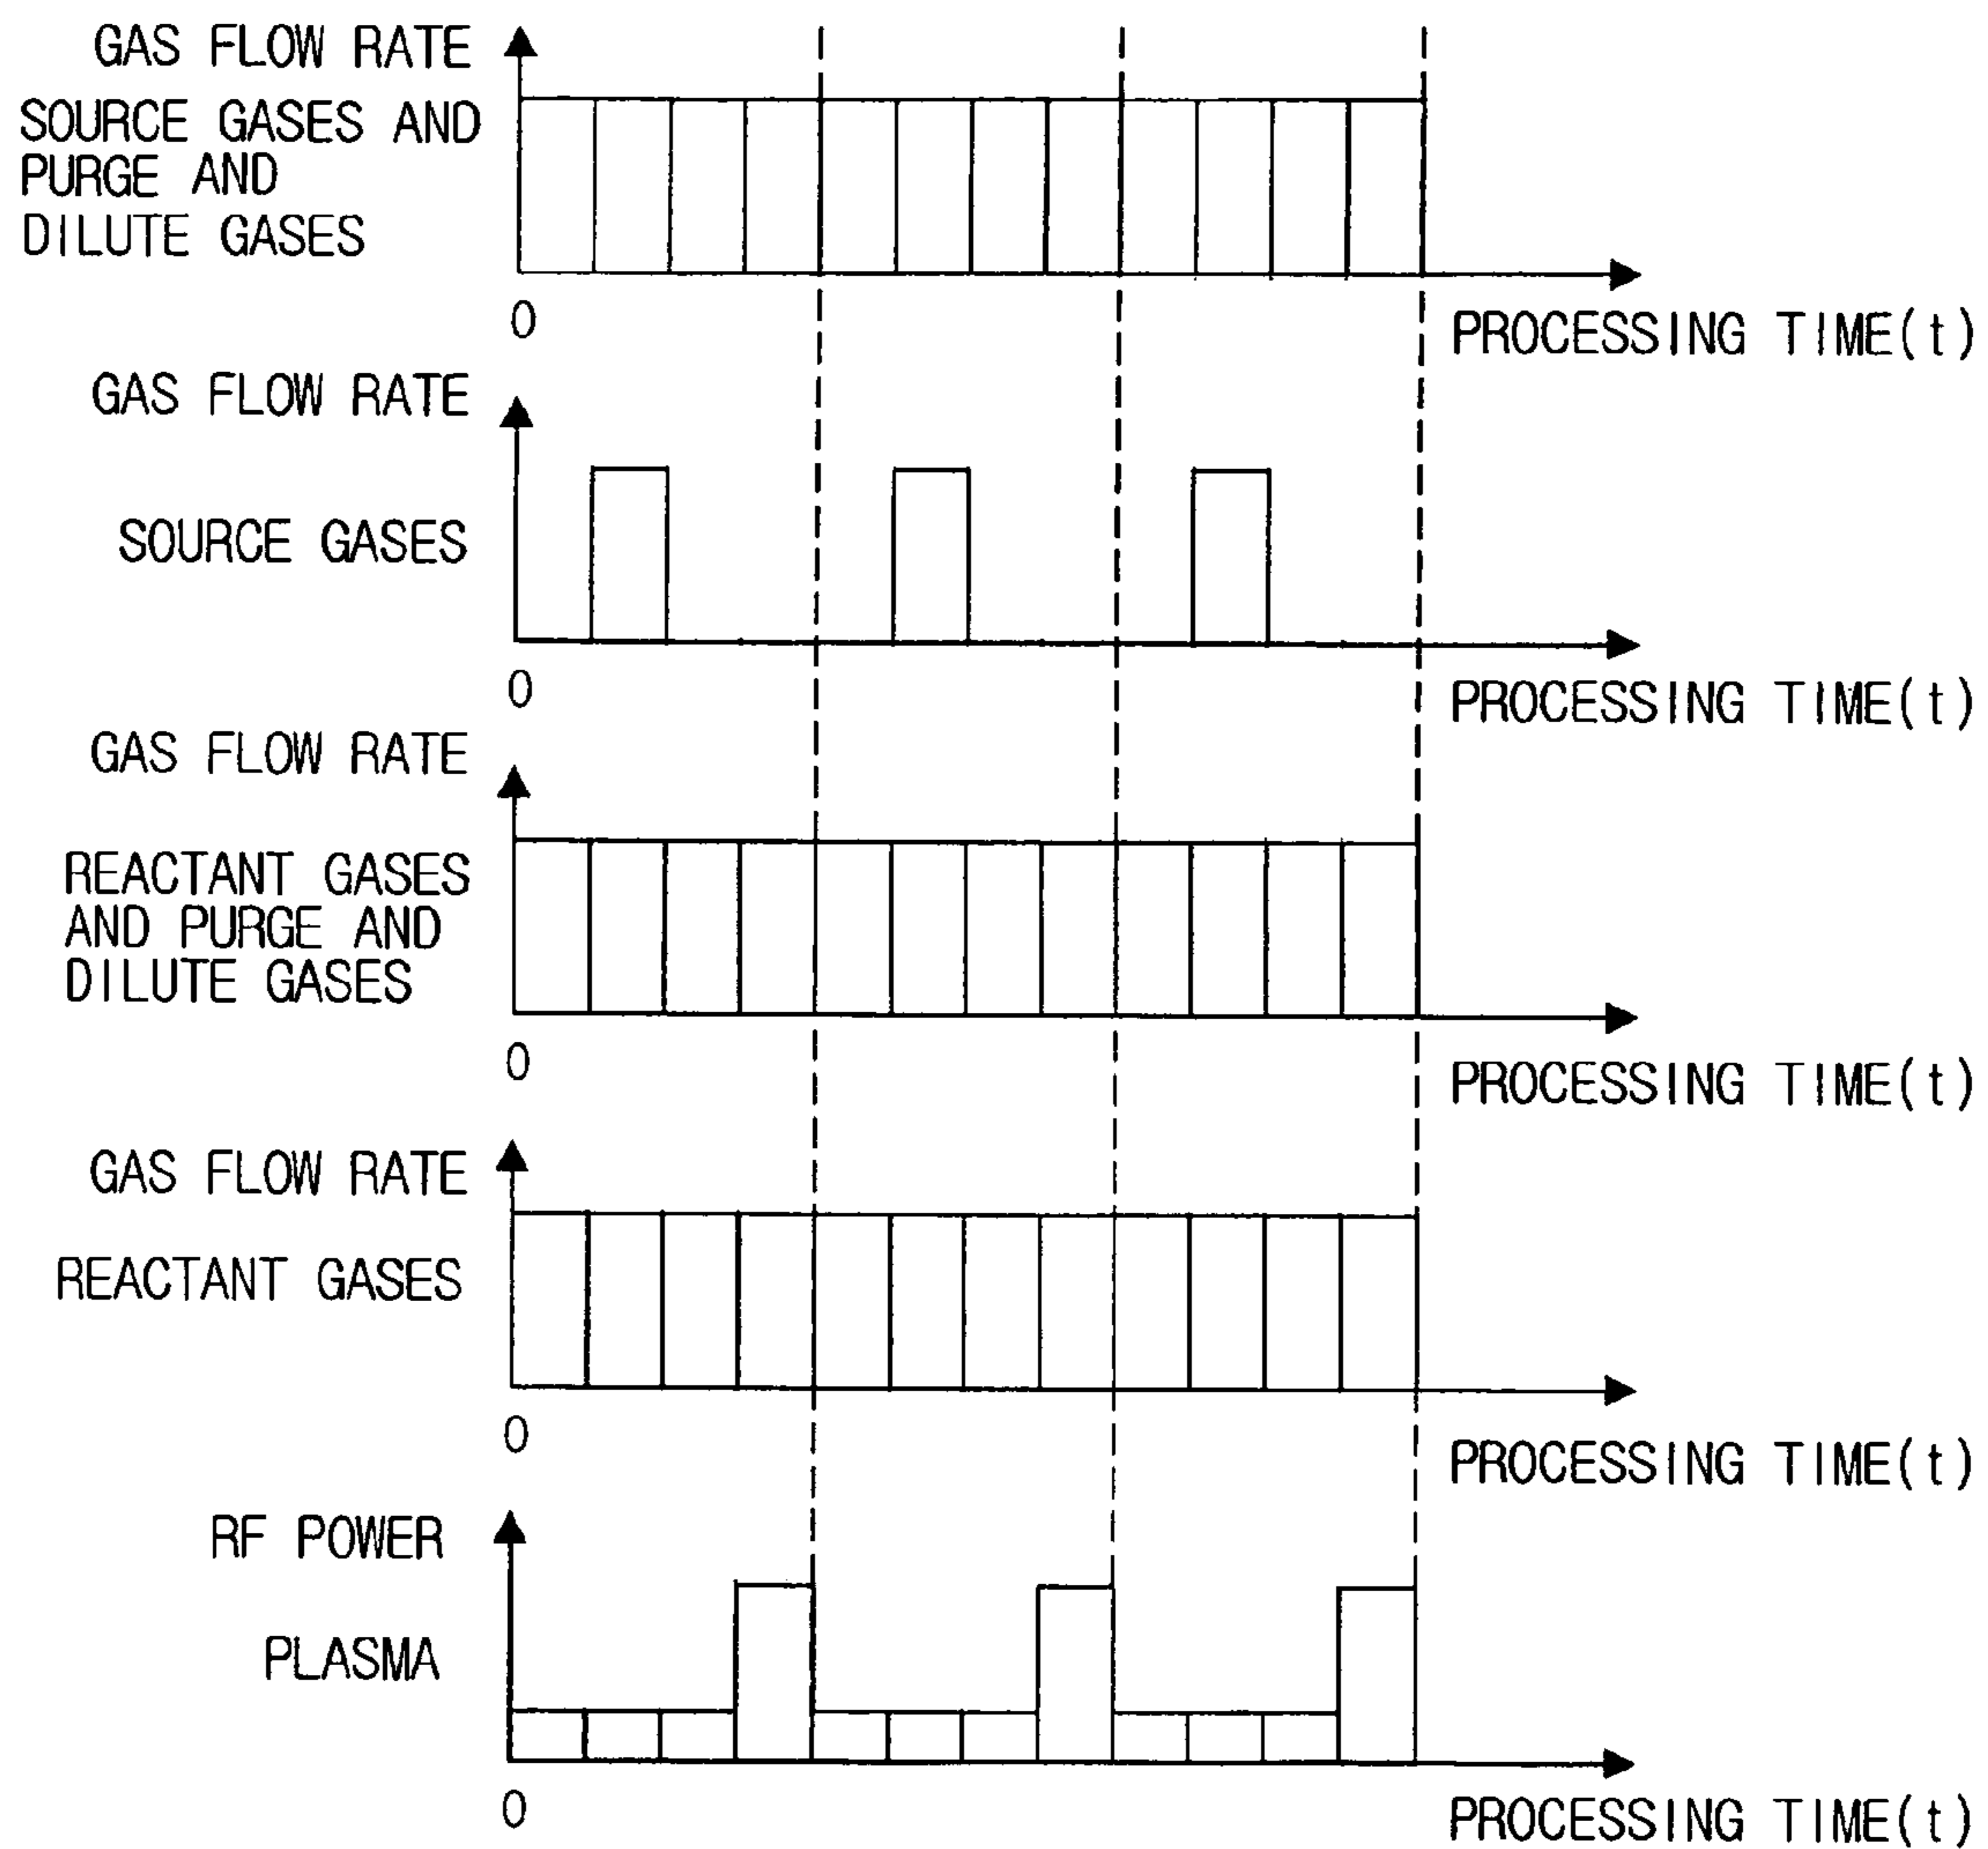 GAS FLOW RATE
SOURCE GASES AND
PURGE AND
DILUTE GASES
0
PROCESSING TIME(t)
GAS FLOW RATE
SOURCE GASES
0
PROCESSING TIME(t)
GAS FLOW RATE
REACTANT GASES
AND PURGE AND
DILUTE GASES
0
PROCESSING TIME(t)
GAS FLOW RATE
REACTANT GASES
0
PROCESSING TIME(t)
RF POWER
PLASMA
0
PROCESSING TIME(t)